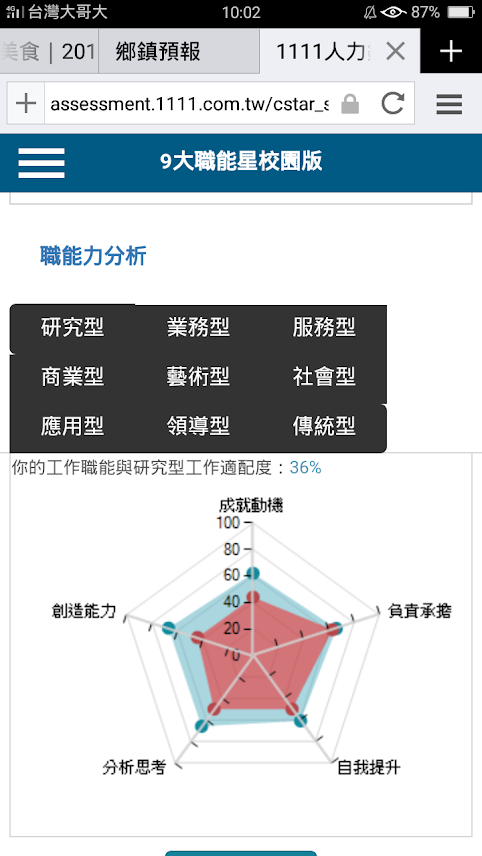 4G 台灣大哥大 10:02 87%
美食 | 201 鄉鎮預報 1111人力
assessment.1111.com.tw/cstar_s
9大職能星校園版
職能力分析
研究型 業務型 服務型
商業型 藝術型 社會型
應用型 領導型 傳統型
你的工作職能與研究型工作適配度：36%
成就動機
100
80
60
創造能力 40 負責承擔
20
0
分析思考 自我提升